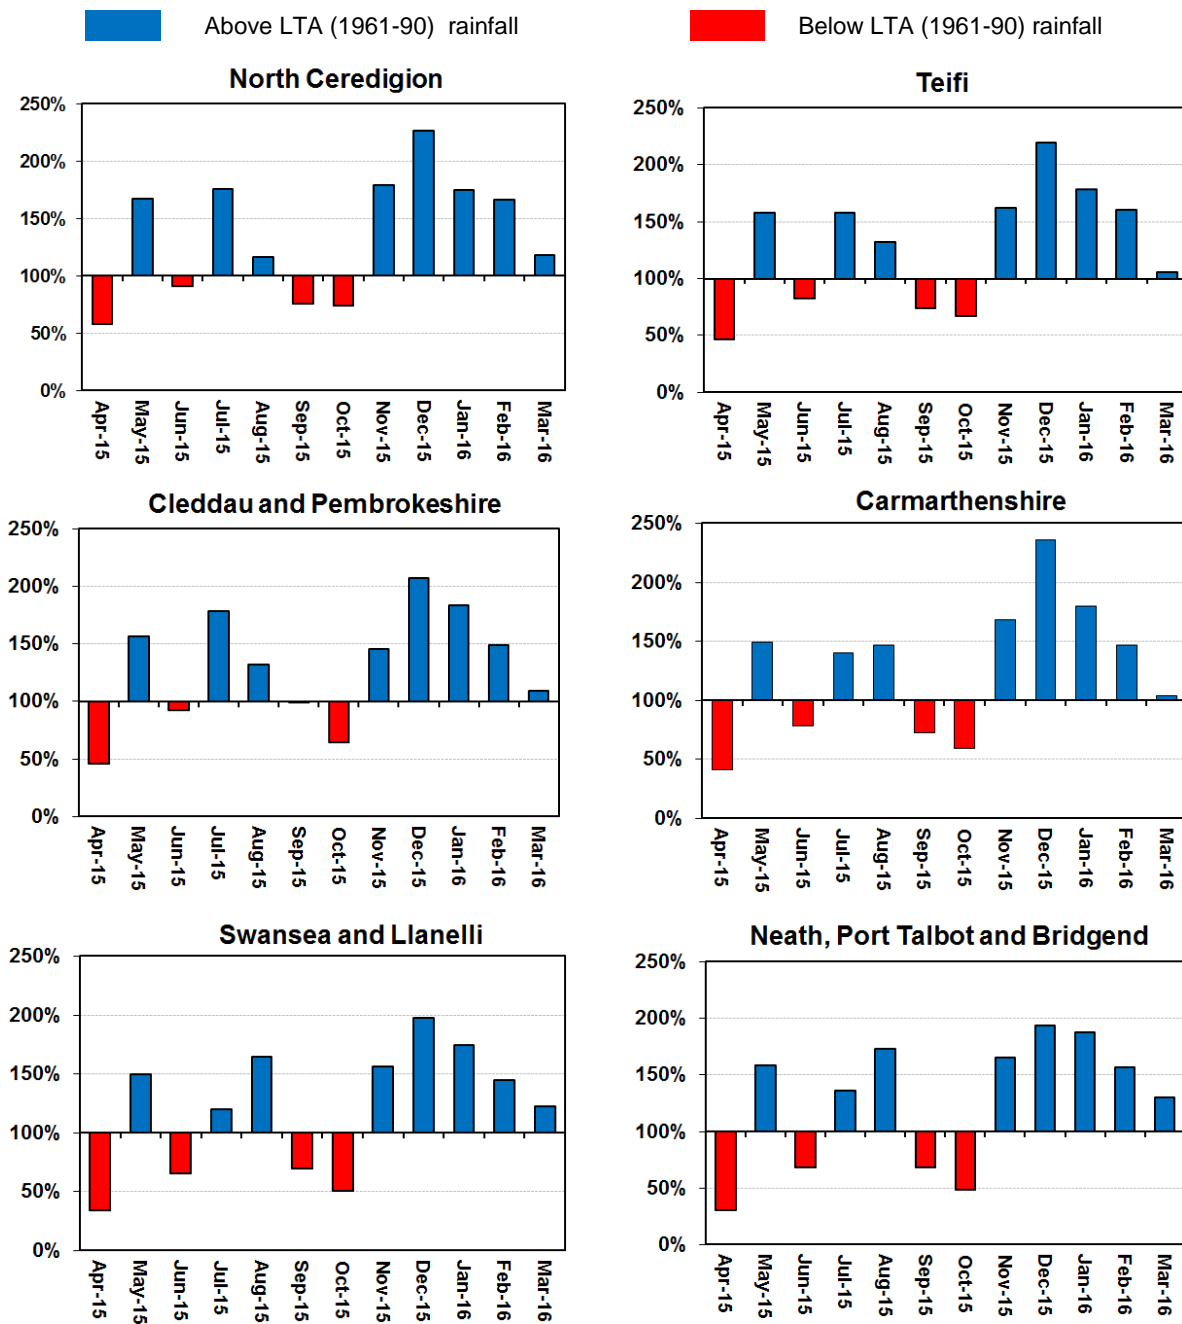 Above LTA (1961-90) rainfall
Below LTA (1961-90) rainfall
North Ceredigion
250%
200%
150%
100%
50%
0%
Apr-15
May-15
Jun-15
Jul-15
Aug-15
Sep-15
Oct-15
Nov-15
Dec-15
Jan-16
Feb-16
Mar-16
Teifi
250%
200%
150%
100%
50%
0%
Apr-15
May-15
Jun-15
Jul-15
Aug-15
Sep-15
Oct-15
Nov-15
Dec-15
Jan-16
Feb-16
Mar-16
Cleddau and Pembrokeshire
250%
200%
150%
100%
50%
0%
Apr-15
May-15
Jun-15
Jul-15
Aug-15
Sep-15
Oct-15
Nov-15
Dec-15
Jan-16
Feb-16
Mar-16
Carmarthenshire
250%
200%
150%
100%
50%
0%
Apr-15
May-15
Jun-15
Jul-15
Aug-15
Sep-15
Oct-15
Nov-15
Dec-15
Jan-16
Feb-16
Mar-16
Swansea and Llanelli
250%
200%
150%
100%
50%
0%
Apr-15
May-15
Jun-15
Jul-15
Aug-15
Sep-15
Oct-15
Nov-15
Dec-15
Jan-16
Feb-16
Mar-16
Neath, Port Talbot and Bridgend
250%
200%
150%
100%
50%
0%
Apr-15
May-15
Jun-15
Jul-15
Aug-15
Sep-15
Oct-15
Nov-15
Dec-15
Jan-16
Feb-16
Mar-16